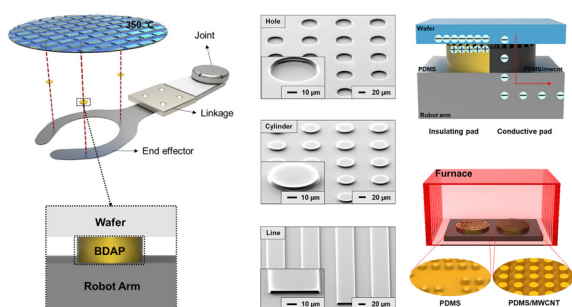 350 ℃
Joint
Linkage
End effector
Wafer
BDAP
Robot Arm
Hole
10 μm
20 μm
Cylinder
10 μm
20 μm
Line
10 μm
20 μm
Wafer
PDMS
PDMS/mwcnt
Robot arm
Insulating pad
Conductive pad
Furnace
PDMS
PDMS/MWCNT